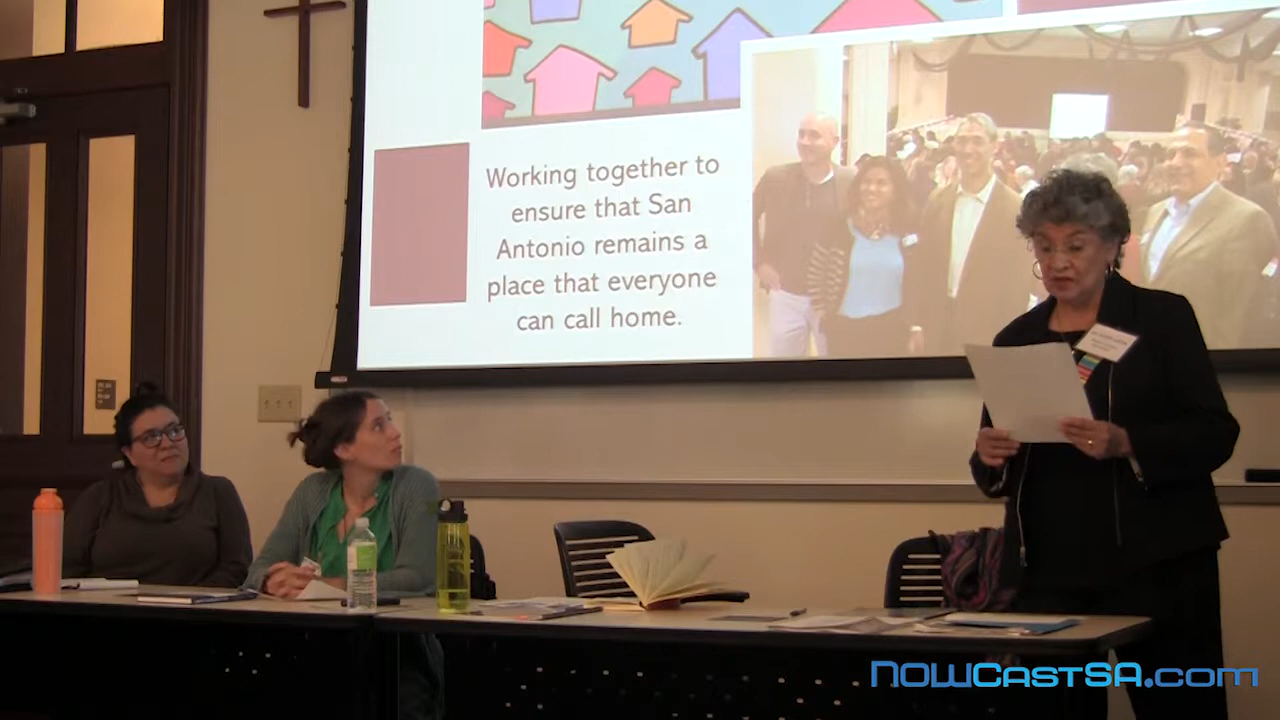 Working together to
ensure that San
Antonio remains a
place that everyone
can call home.
NOWCastSA.com